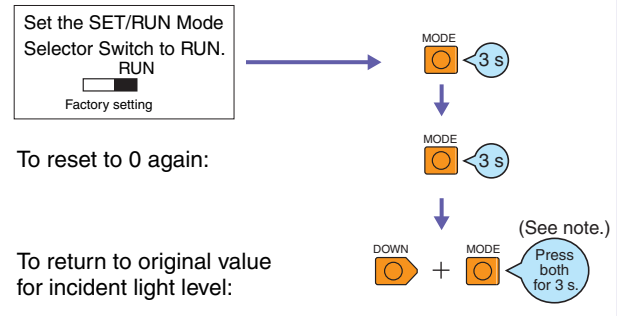 Set the SET/RUN Mode
Selector Switch to RUN.
RUN
Factory setting
MODE
3 s
To reset to 0 again:
MODE
3 s
To return to original value
for incident light level:
DOWN
+
MODE
(See note.)
Press
both
for 3 s.